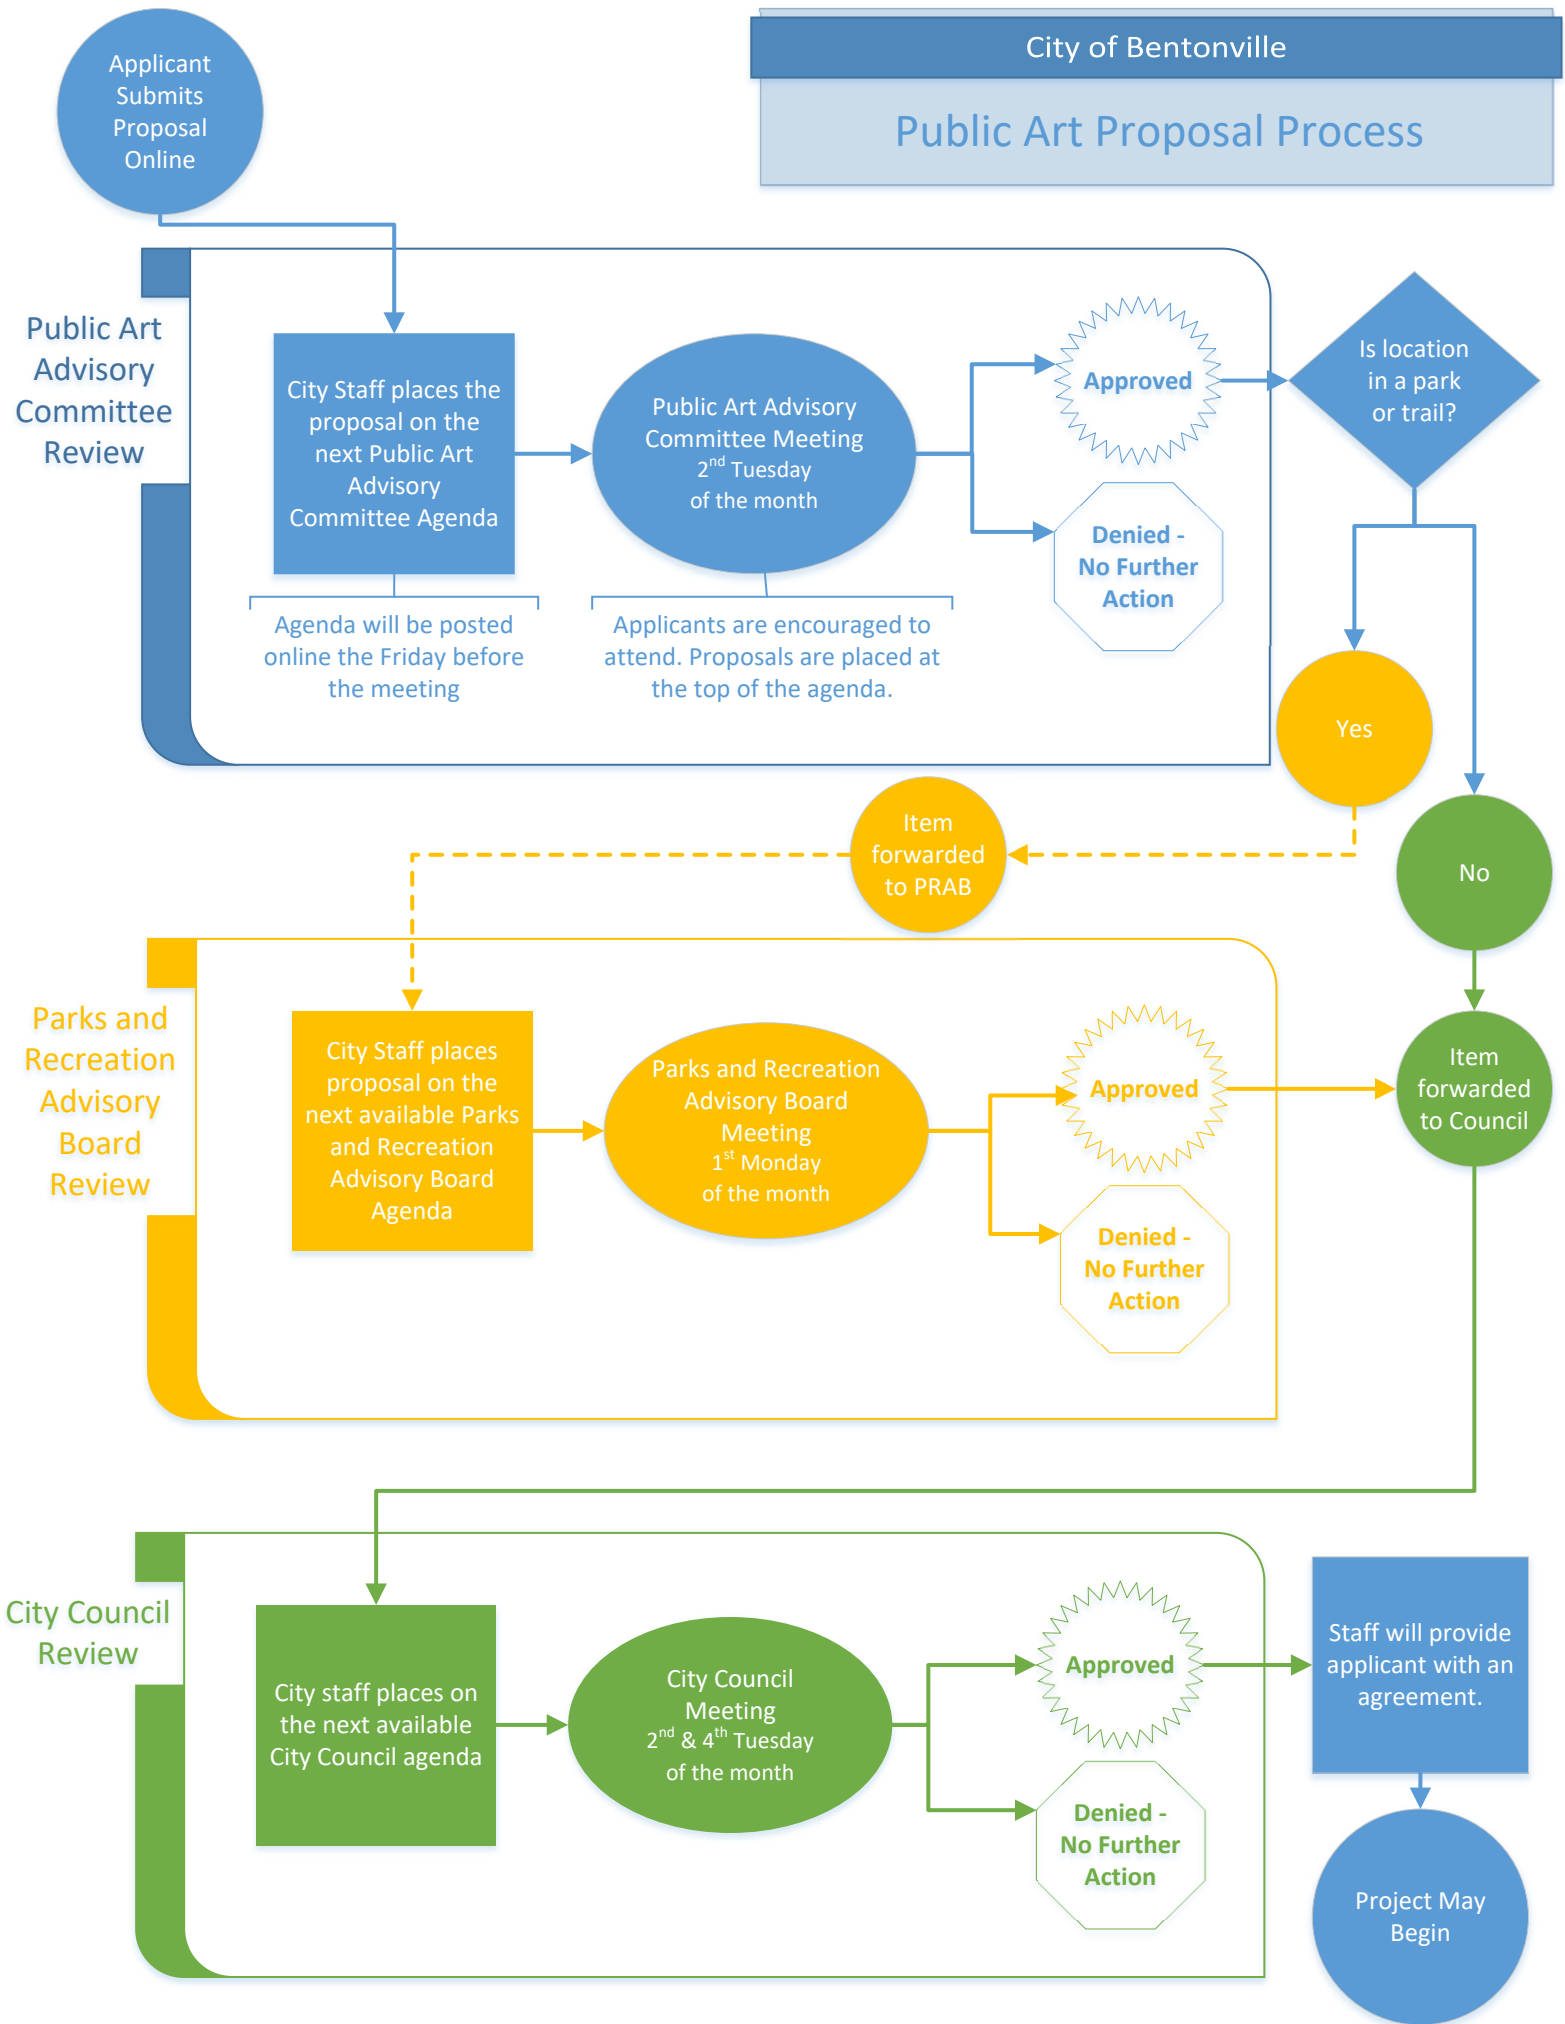 Applicant
Submits
Proposal
Online
City of Bentonville
Public Art Proposal Process
Public Art
Advisory
Committee
Review
City Staff places the
proposal on the
next Public Art
Advisory
Committee Agenda
Agenda will be posted
online the Friday before
the meeting
Public Art Advisory
Committee Meeting
2nd Tuesday
of the month
Applicants are encouraged to
attend. Proposals are placed at
the top of the agenda.
Approved
Denied -
No Further
Action
Is location
in a park
or trail?
Yes
No
Item
forwarded
to PRAB
Parks and
Recreation
Advisory
Board
Review
City Staff places
proposal on the
next available Parks
and Recreation
Advisory Board
Agenda
Parks and Recreation
Advisory Board
Meeting
1st Monday
of the month
Approved
Denied -
No Further
Action
Item
forwarded
to Council
City Council
Review
City staff places on
the next available
City Council agenda
City Council
Meeting
2nd & 4th Tuesday
of the month
Approved
Denied -
No Further
Action
Staff will provide
applicant with an
agreement.
Project May
Begin